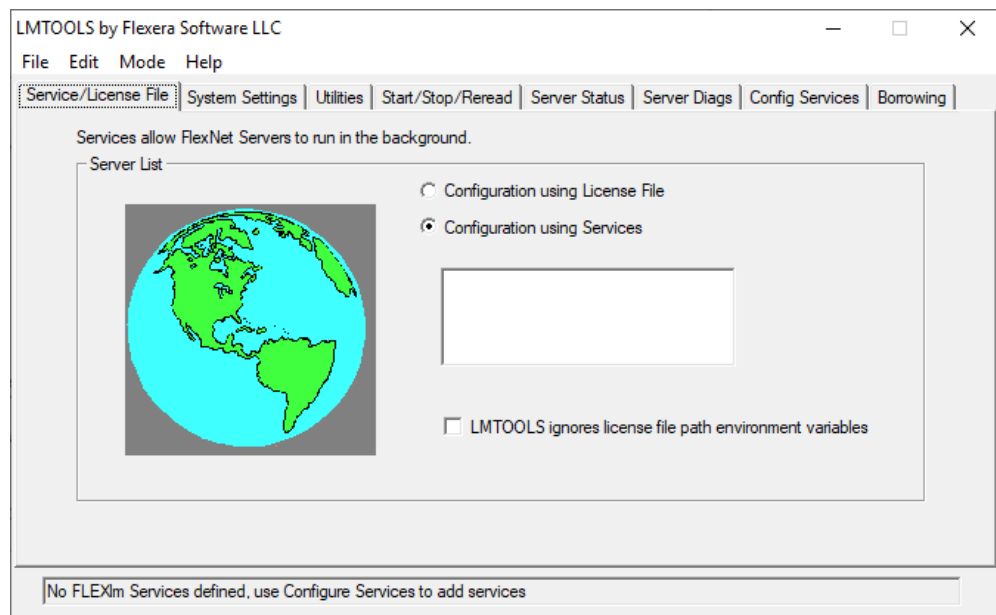 LMTOOLS by Flexera Software LLC
File Edit Mode Help
Service/License File System Settings Utilities Start/Stop/Reread Server Status Server Diags Config Services Borrowing
Services allow FlexNet Servers to run in the background.
Server List
Configuration using License File
Configuration using Services
LMTOOLS ignores license file path environment variables
No FLEXlm Services defined, use Configure Services to add services